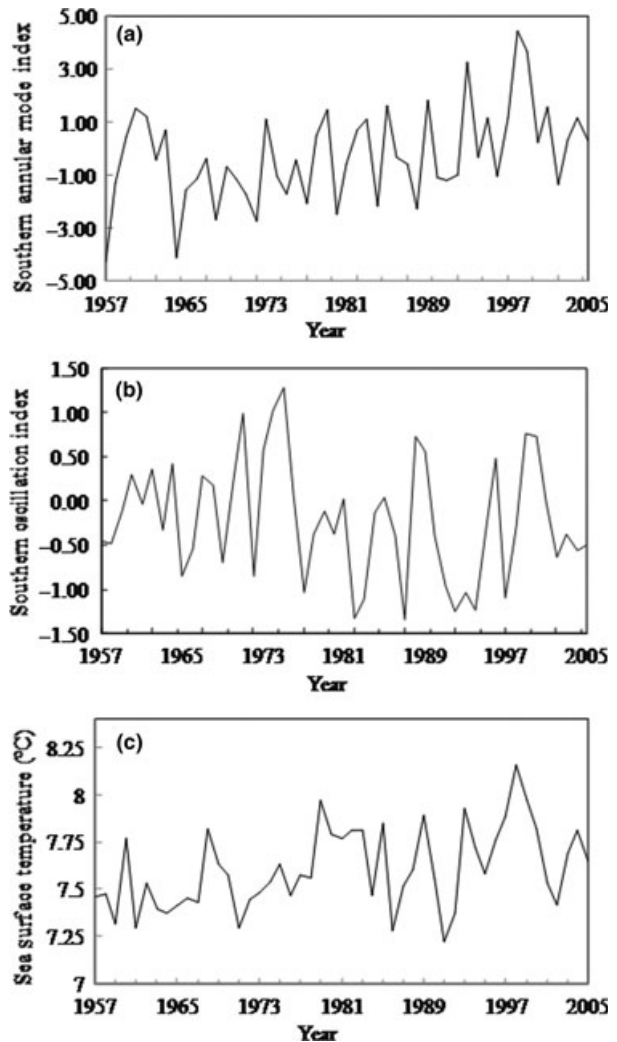 (a)
Southern annular mode index
5.00
3.00
1.00
−1.00
−3.00
−5.00
1957 1965 1973 1981 1989 1997 2005
Year
(b)
Southern oscillation index
1.50
1.00
0.50
0.00
−0.50
−1.00
−1.50
1957 1965 1973 1981 1989 1997 2005
Year
(c)
Sea surface temperature (°C)
8.25
8
7.75
7.5
7.25
7
1957 1965 1973 1981 1989 1997 2005
Year